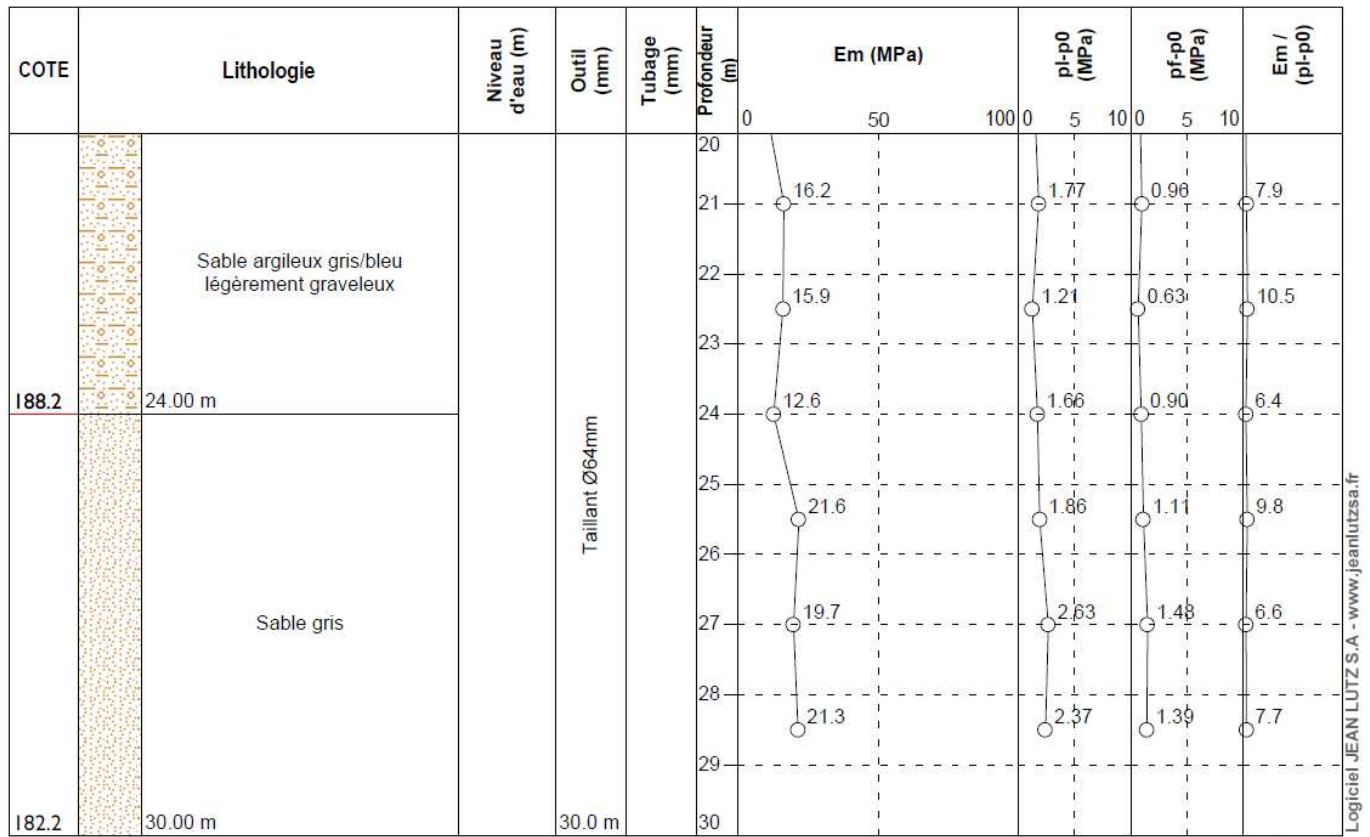 COTE
Lithologie
Niveau
d'eau (m)
Outil
(mm)
Tubage
(mm)
Profondeur
(m)
Em (MPa)
pl-p0
(MPa)
pf-p0
(MPa)
Em /
(pl-p0)
0 50 100 0 5 10 0 5 10
20
16.2 1.77 0.96 7.9
21
Sable argileux gris/bleu
légèrement graveleux
22
15.9 1.21 0.63 10.5
23
188.2 24.00 m
12.6 1.66 0.90 6.4
24
Taillant Ø64mm
25
21.6 1.86 1.11 9.8
26
Sable gris
19.7 2.63 1.48 6.6
27
28
21.3 2.37 1.39 7.7
29
182.2 30.00 m 30.0 m 30
Logiciel JEAN LUTZ S.A - www.jeanlutzsa.fr